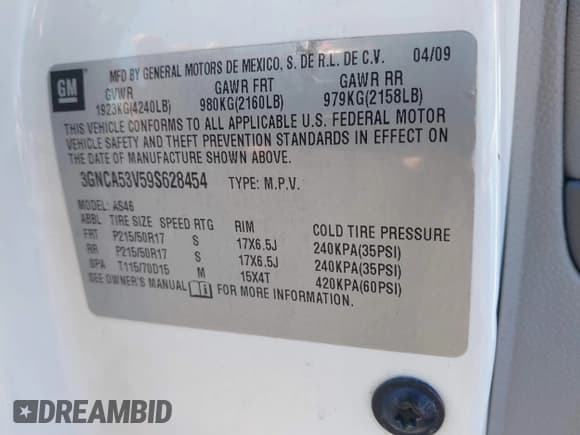 GM
MFD BY GENERAL MOTORS DE MEXICO, S. DE R.L. DE C.V. 04/09
GVWR GAWR FRT GAWR RR
1923KG(4240LB) 980KG(2160LB) 979KG(2158LB)
THIS VEHICLE CONFORMS TO ALL APPLICABLE U.S. FEDERAL MOTOR
VEHICLE SAFETY AND THEFT PREVENTION STANDARDS IN EFFECT ON
THE DATE OF MANUFACTURE SHOWN ABOVE.
3GNCA53V59S628454 TYPE: M.P.V.
MODEL: AS46
ABBL TIRE SIZE SPEED RTG RIM COLD TIRE PRESSURE
FRT P215/50R17 S 17X6.5J 240KPA(35PSI)
RR P215/50R17 S 17X6.5J 240KPA(35PSI)
SPA T115/70D15 M 15X4T 420KPA(60PSI)
SEE OWNER'S MANUAL i FOR MORE INFORMATION.
DREAMBID